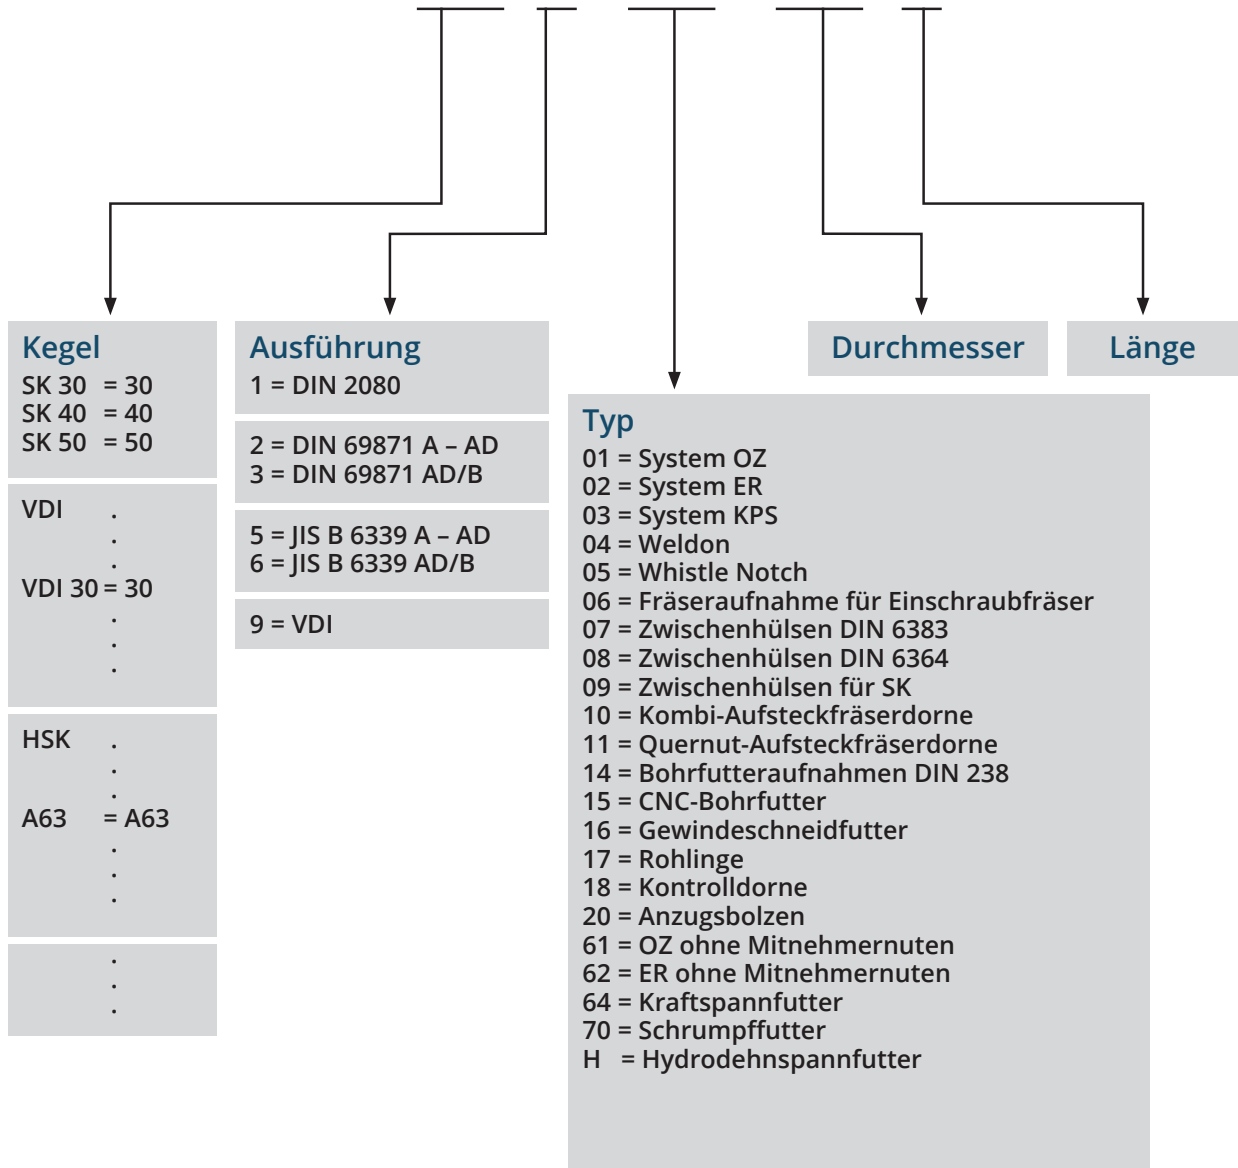 Kegel
SK 30 = 30
SK 40 = 40
SK 50 = 50
VDI .
.
.
VDI 30 = 30
.
.
.
HSK .
.
.
A63 = A63
.
.
.
.
.
.
Ausführung
1 = DIN 2080
2 = DIN 69871 A – AD
3 = DIN 69871 AD/B
5 = JIS B 6339 A – AD
6 = JIS B 6339 AD/B
9 = VDI
Typ
01 = System OZ
02 = System ER
03 = System KPS
04 = Weldon
05 = Whistle Notch
06 = Fräseraufnahme für Einschraubfräser
07 = Zwischenhülsen DIN 6383
08 = Zwischenhülsen DIN 6364
09 = Zwischenhülsen für SK
10 = Kombi-Aufsteckfräserdorne
11 = Quernut-Aufsteckfräserdorne
14 = Bohrfutteraufnahmen DIN 238
15 = CNC-Bohrfutter
16 = Gewindeschneidfutter
17 = Rohlinge
18 = Kontrolldorne
20 = Anzugsbolzen
61 = OZ ohne Mitnehmernuten
62 = ER ohne Mitnehmernuten
64 = Kraftspannfutter
70 = Schrumpffutter
H = Hydrodehnspannfutter
Durchmesser
Länge